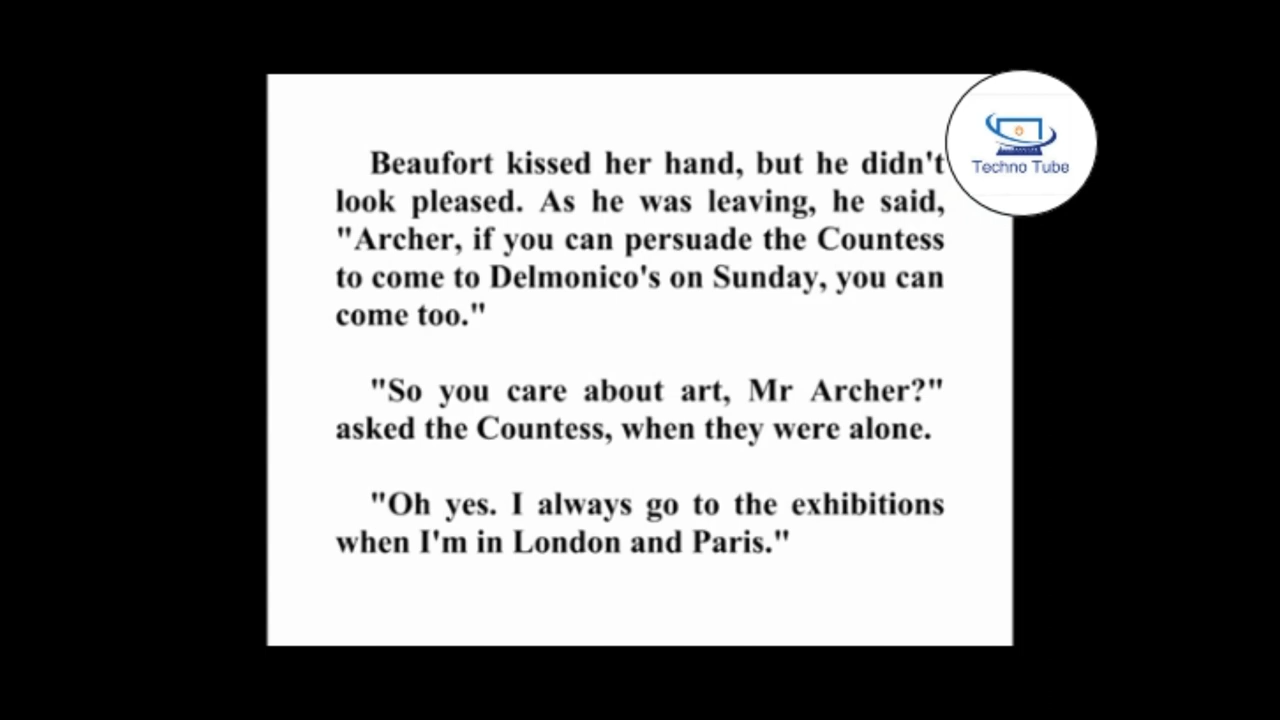 Beaufort kissed her hand, but he didn't
look pleased. As he was leaving, he said,
"Archer, if you can persuade the Countess
to come to Delmonico's on Sunday, you can
come too."
"So you care about art, Mr Archer?"
asked the Countess, when they were alone.
"Oh yes. I always go to the exhibitions
when I'm in London and Paris."
Techno Tube